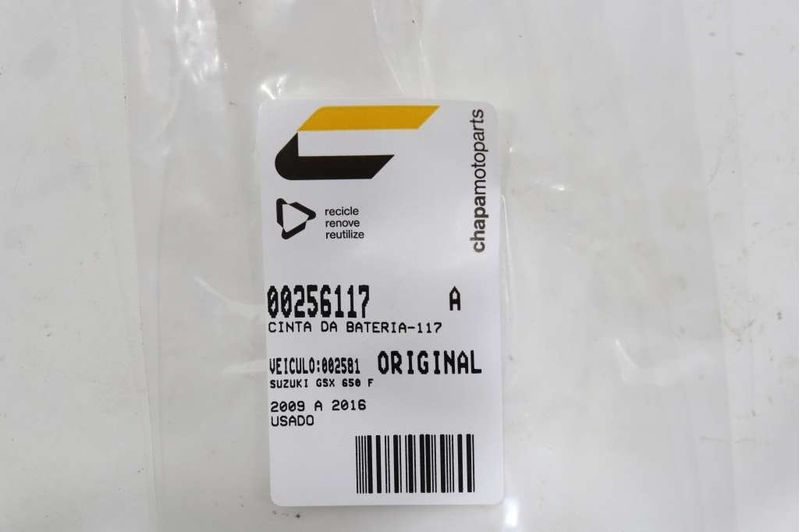 chapamotoparts
recicle
renove
reutilize
00256117 A
CINTA DA BATERIA-117
VEICULO:002581 ORIGINAL
SUZUKI GSX 650 F
2009 A 2016
USADO